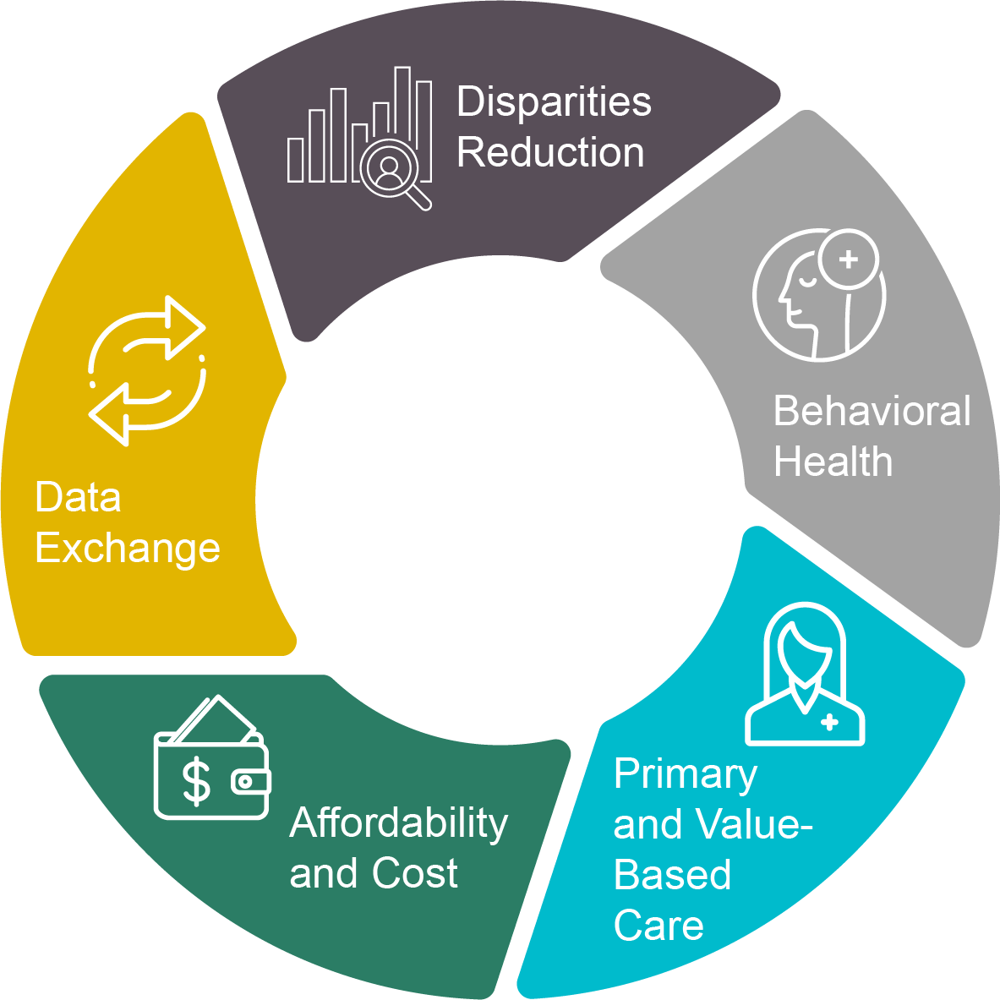 Disparities
Reduction
Behavioral
Health
Primary
and Value-
Based
Care
Affordability
and Cost
$
Data
Exchange